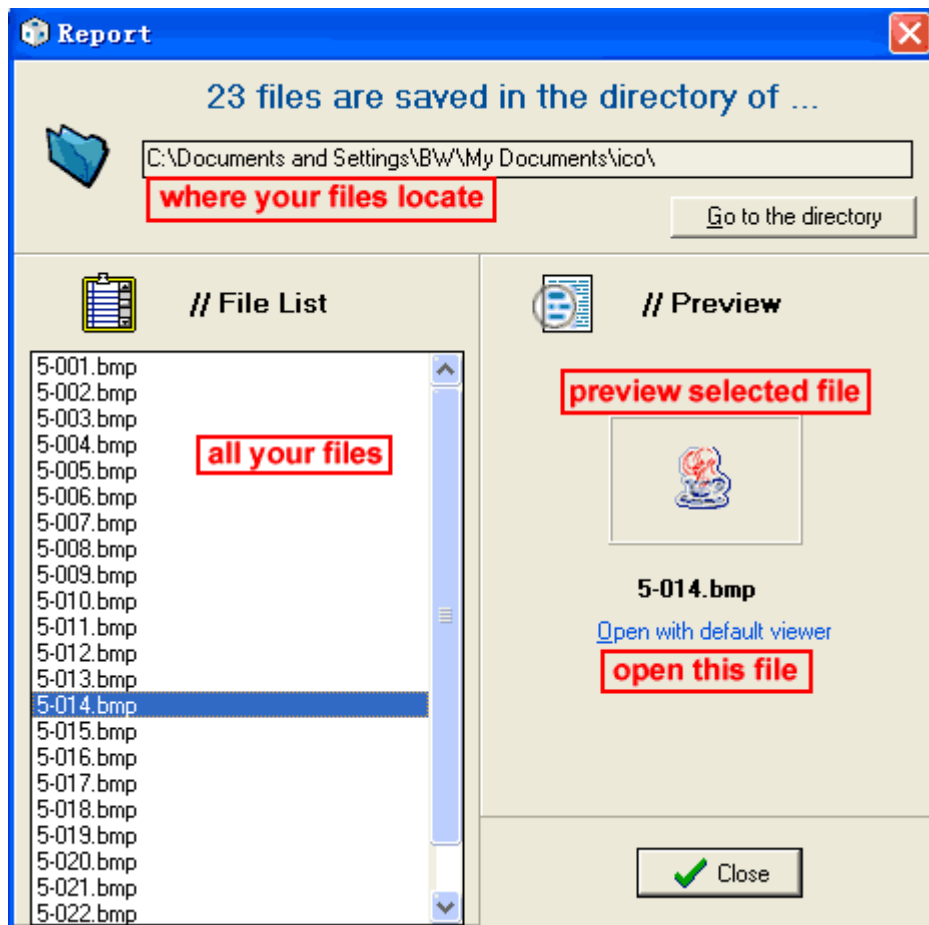 Report
23 files are saved in the directory of ...
C:\Documents and Settings\BW\My Documents\ico\
where your files locate
Go to the directory
// File List
5-001.bmp
5-002.bmp
5-003.bmp
5-004.bmp
5-005.bmp
5-006.bmp
5-007.bmp
5-008.bmp
5-009.bmp
5-010.bmp
5-011.bmp
5-012.bmp
5-013.bmp
5-014.bmp
5-015.bmp
5-016.bmp
5-017.bmp
5-018.bmp
5-019.bmp
5-020.bmp
5-021.bmp
5-022.bmp
all your files
// Preview
preview selected file
5-014.bmp
Open with default viewer
open this file
Close